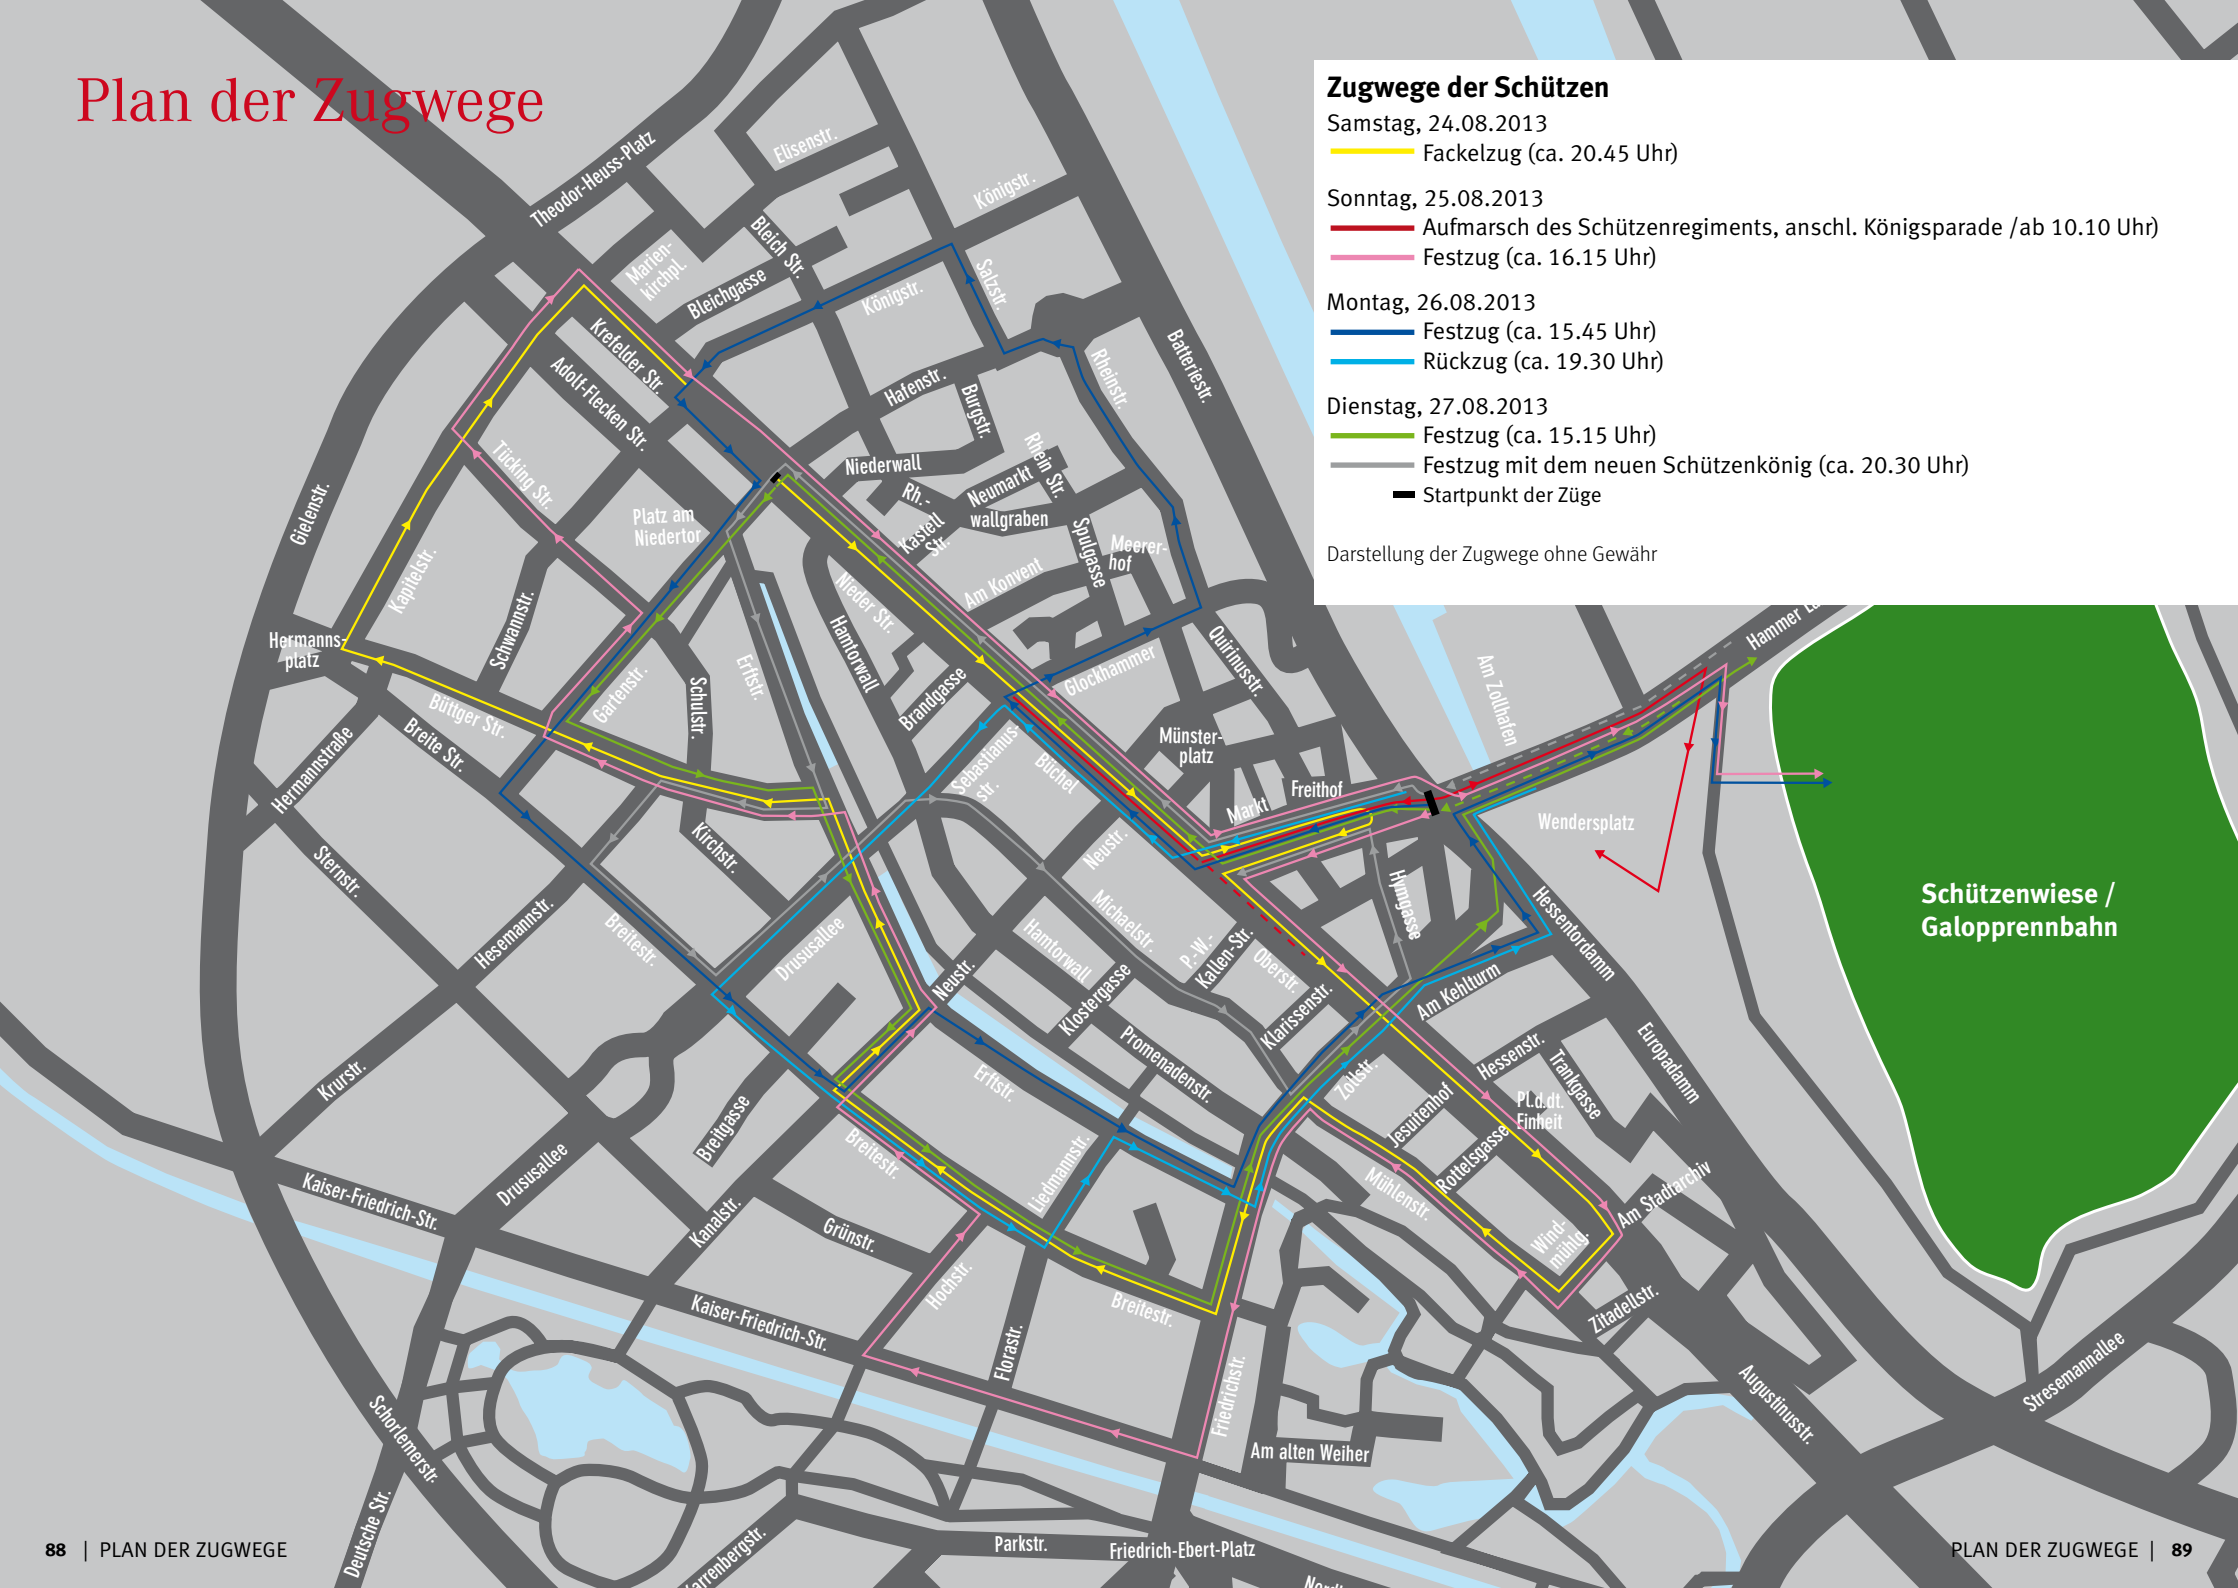 Plan der Zugwege
Zugwege der Schützen
Samstag, 24.08.2013
Fackelzug (ca. 20.45 Uhr)
Sonntag, 25.08.2013
Aufmarsch des Schützenregiments, anschl. Königsparade /ab 10.10 Uhr)
Festzug (ca. 16.15 Uhr)
Montag, 26.08.2013
Festzug (ca. 15.45 Uhr)
Rückzug (ca. 19.30 Uhr)
Dienstag, 27.08.2013
Festzug (ca. 15.15 Uhr)
Festzug mit dem neuen Schützenkönig (ca. 20.30 Uhr)
Startpunkt der Züge
Darstellung der Zugwege ohne Gewähr
Theodor-Heuss-Platz
Elisenstr.
Königstr.
Bleich Str.
Marien-
kirchpl.
Bleichgasse
Königstr.
Salzstr.
Krefelder Str.
Adolf-Flecken Str.
Hafenstr.
Burgstr.
Rheinstr.
Batteriestr.
Tücking Str.
Niederwall
Rhein Str.
Neumarkt
Rh.-
Kastell
Str.
wallgraben
Gielenstr.
Platz am
Niedertor
Spulgasse
Meerer-
hof
Am Konvent
Kapitelstr.
Schwannstr.
Nieder Str.
Hamtorwall
Hermanns-
platz
Erftstr.
Schulstr.
Gartenstr.
Brandgasse
Glockhammer
Quirinusstr.
Am Zollhafen
Hammer
Büttger Str.
Breite Str.
Hermannstraße
Sebastianus-
str.
Büchel
Münster-
platz
Freithof
Markt
Wendersplatz
Sternstr.
Kirchstr.
Neustr.
Hymgasse
Hessentordamm
Schützenwiese /
Galopprennbahn
Hesemannstr.
Breitestr.
Drususallee
Michaelstr.
Hamtorwall
P.-W.-
Kallen-Str.
Oberstr.
Neustr.
Klostergasse
Klarissenstr.
Am Kehlturm
Krurstr.
Erftstr.
Promenadenstr.
Zollstr.
Hessenstr.
Trankgasse
Europadamm
Breitgasse
Breitestr.
Jesuitenhof
Pl.d.dt.
Einheit
Rottelsgasse
Drususallee
Liedmannstr.
Mühlenstr.
Am Stadtarchiv
Kaiser-Friedrich-Str.
Kanalstr.
Grünstr.
Wind-
mühlg.
Hochstr.
Breitestr.
Zitadellstr.
Kaiser-Friedrich-Str.
Florastr.
Friedrichstr.
Augustinusstr.
Stresemannallee
Schorlemerstr.
Am alten Weiher
Deutsche Str.
Parkstr.
Friedrich-Ebert-Platz
88 | PLAN DER ZUGWEGE
PLAN DER ZUGWEGE | 89